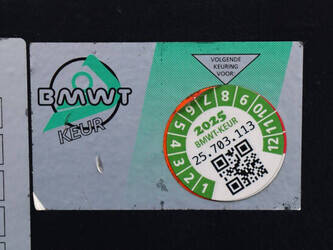 BMWT
KEUR
VOLGENDE
KEURING
VOOR:
1 2 3 4 5 6 7 8 9 10 11 12
2025
BMWT-KEUR
25.703.113